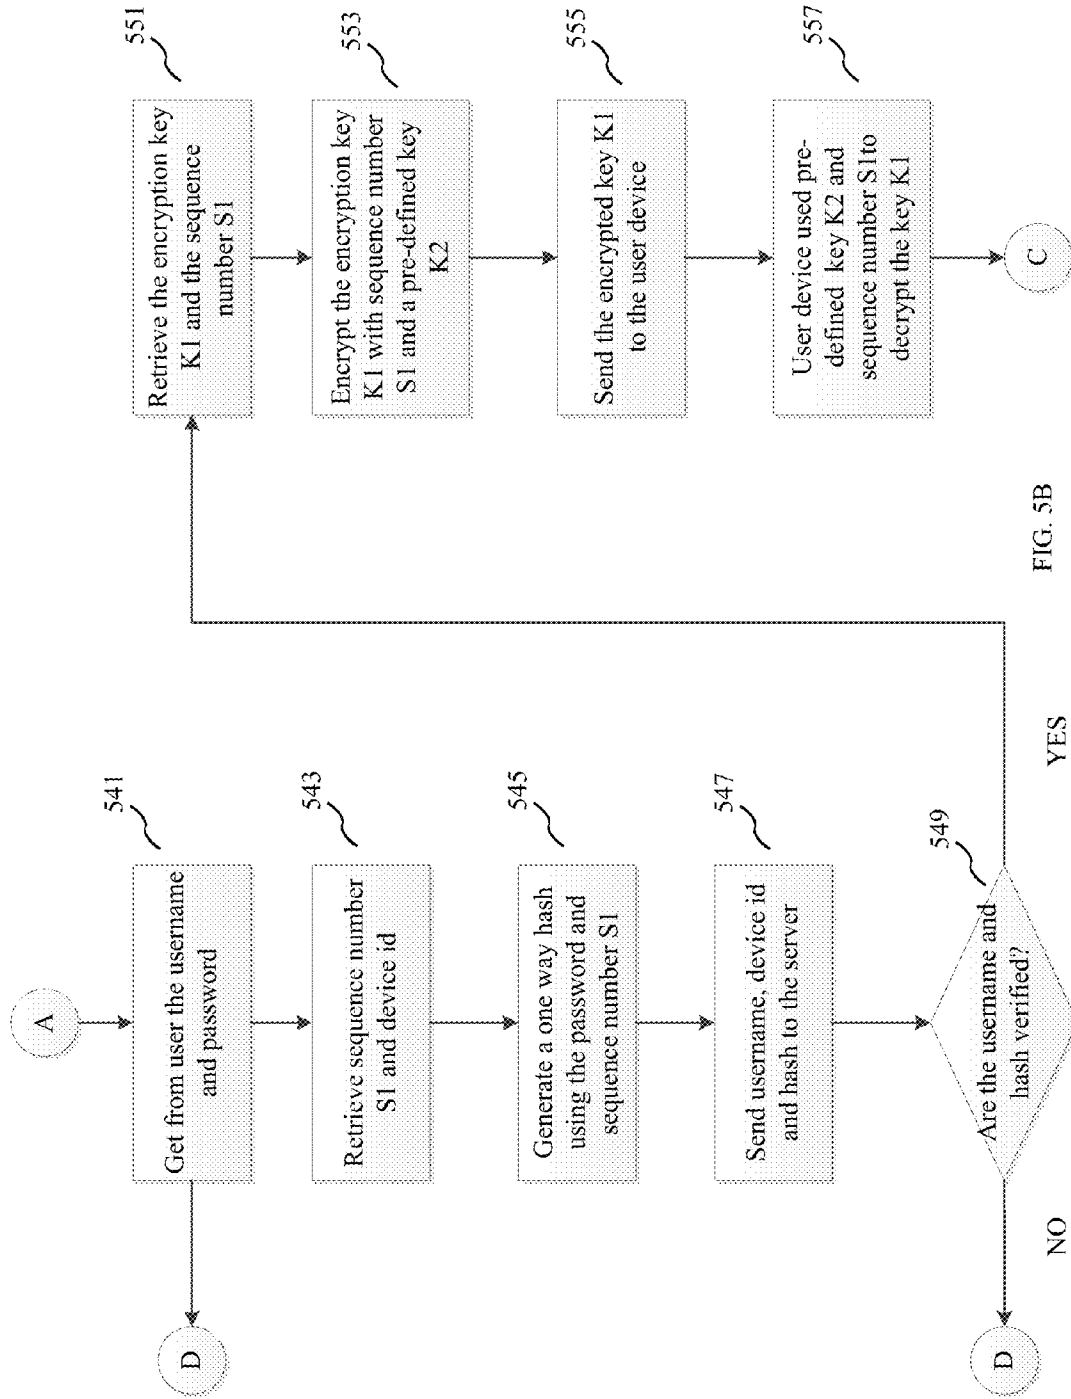 A
541
Get from user the username
and password
D
543
Retrieve sequence number
S1 and device id
545
Generate a one way hash
using the password and
sequence number S1
547
Send username, device id
and hash to the server
549
Are the username and
hash verified?
NO
D
YES
551
Retrieve the encryption key
K1 and the sequence
number S1
553
Encrypt the encryption key
K1 with sequence number
S1 and a pre-defined key
K2
555
Send the encrypted key K1
to the user device
557
User device used pre-
defined key K2 and
sequence number S1to
decrypt the key K1
C
FIG. 5B